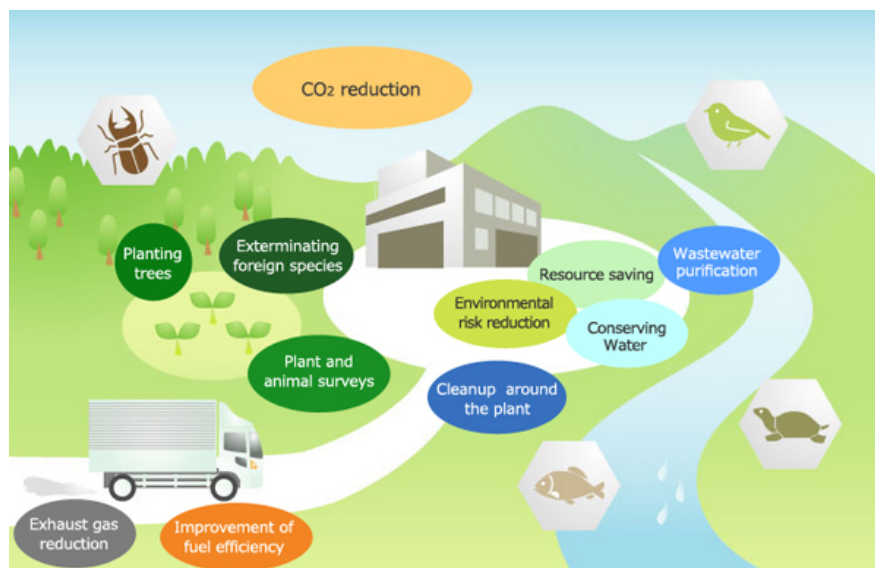 CO₂ reduction
Planting
trees
Exterminating
foreign species
Resource saving
Wastewater
purification
Environmental
risk reduction
Conserving
Water
Plant and
animal surveys
Cleanup around
the plant
Exhaust gas
reduction
Improvement of
fuel efficiency